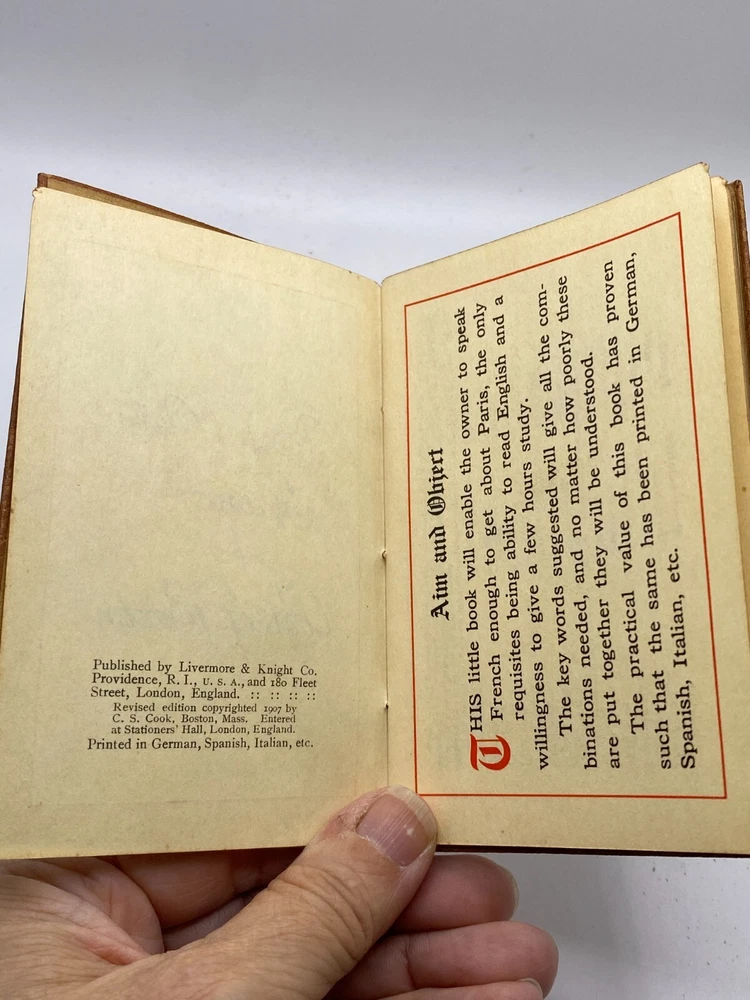 Published by Livermore & Knight Co.
Providence, R. I., U. S. A., and 180 Fleet
Street, London, England. :: :: :: ::
Revised edition copyrighted 1907 by
C. S. Cook, Boston, Mass. Entered
at Stationers' Hall, London, England.
Printed in German, Spanish, Italian, etc.
Aim and Object
THIS little book will enable the owner to speak
French enough to get about Paris, the only
requisites being ability to read English and a
willingness to give a few hours study.
The key words suggested will give all the com-
binations needed, and no matter how poorly these
are put together they will be understood.
The practical value of this book has proven
such that the same has been printed in German,
Spanish, Italian, etc.